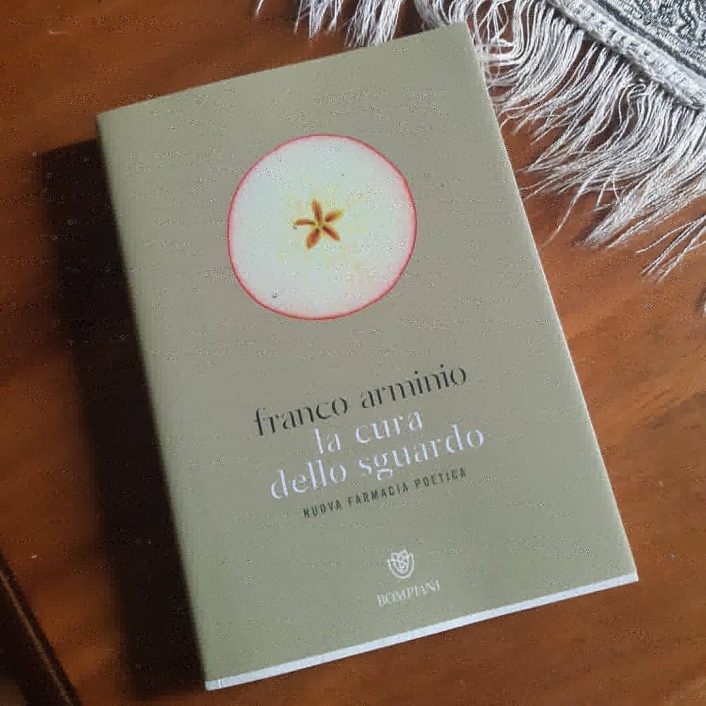 franco arminio
la cura
dello sguardo
NUOVA FARMACIA POETICA
BOMPIANI